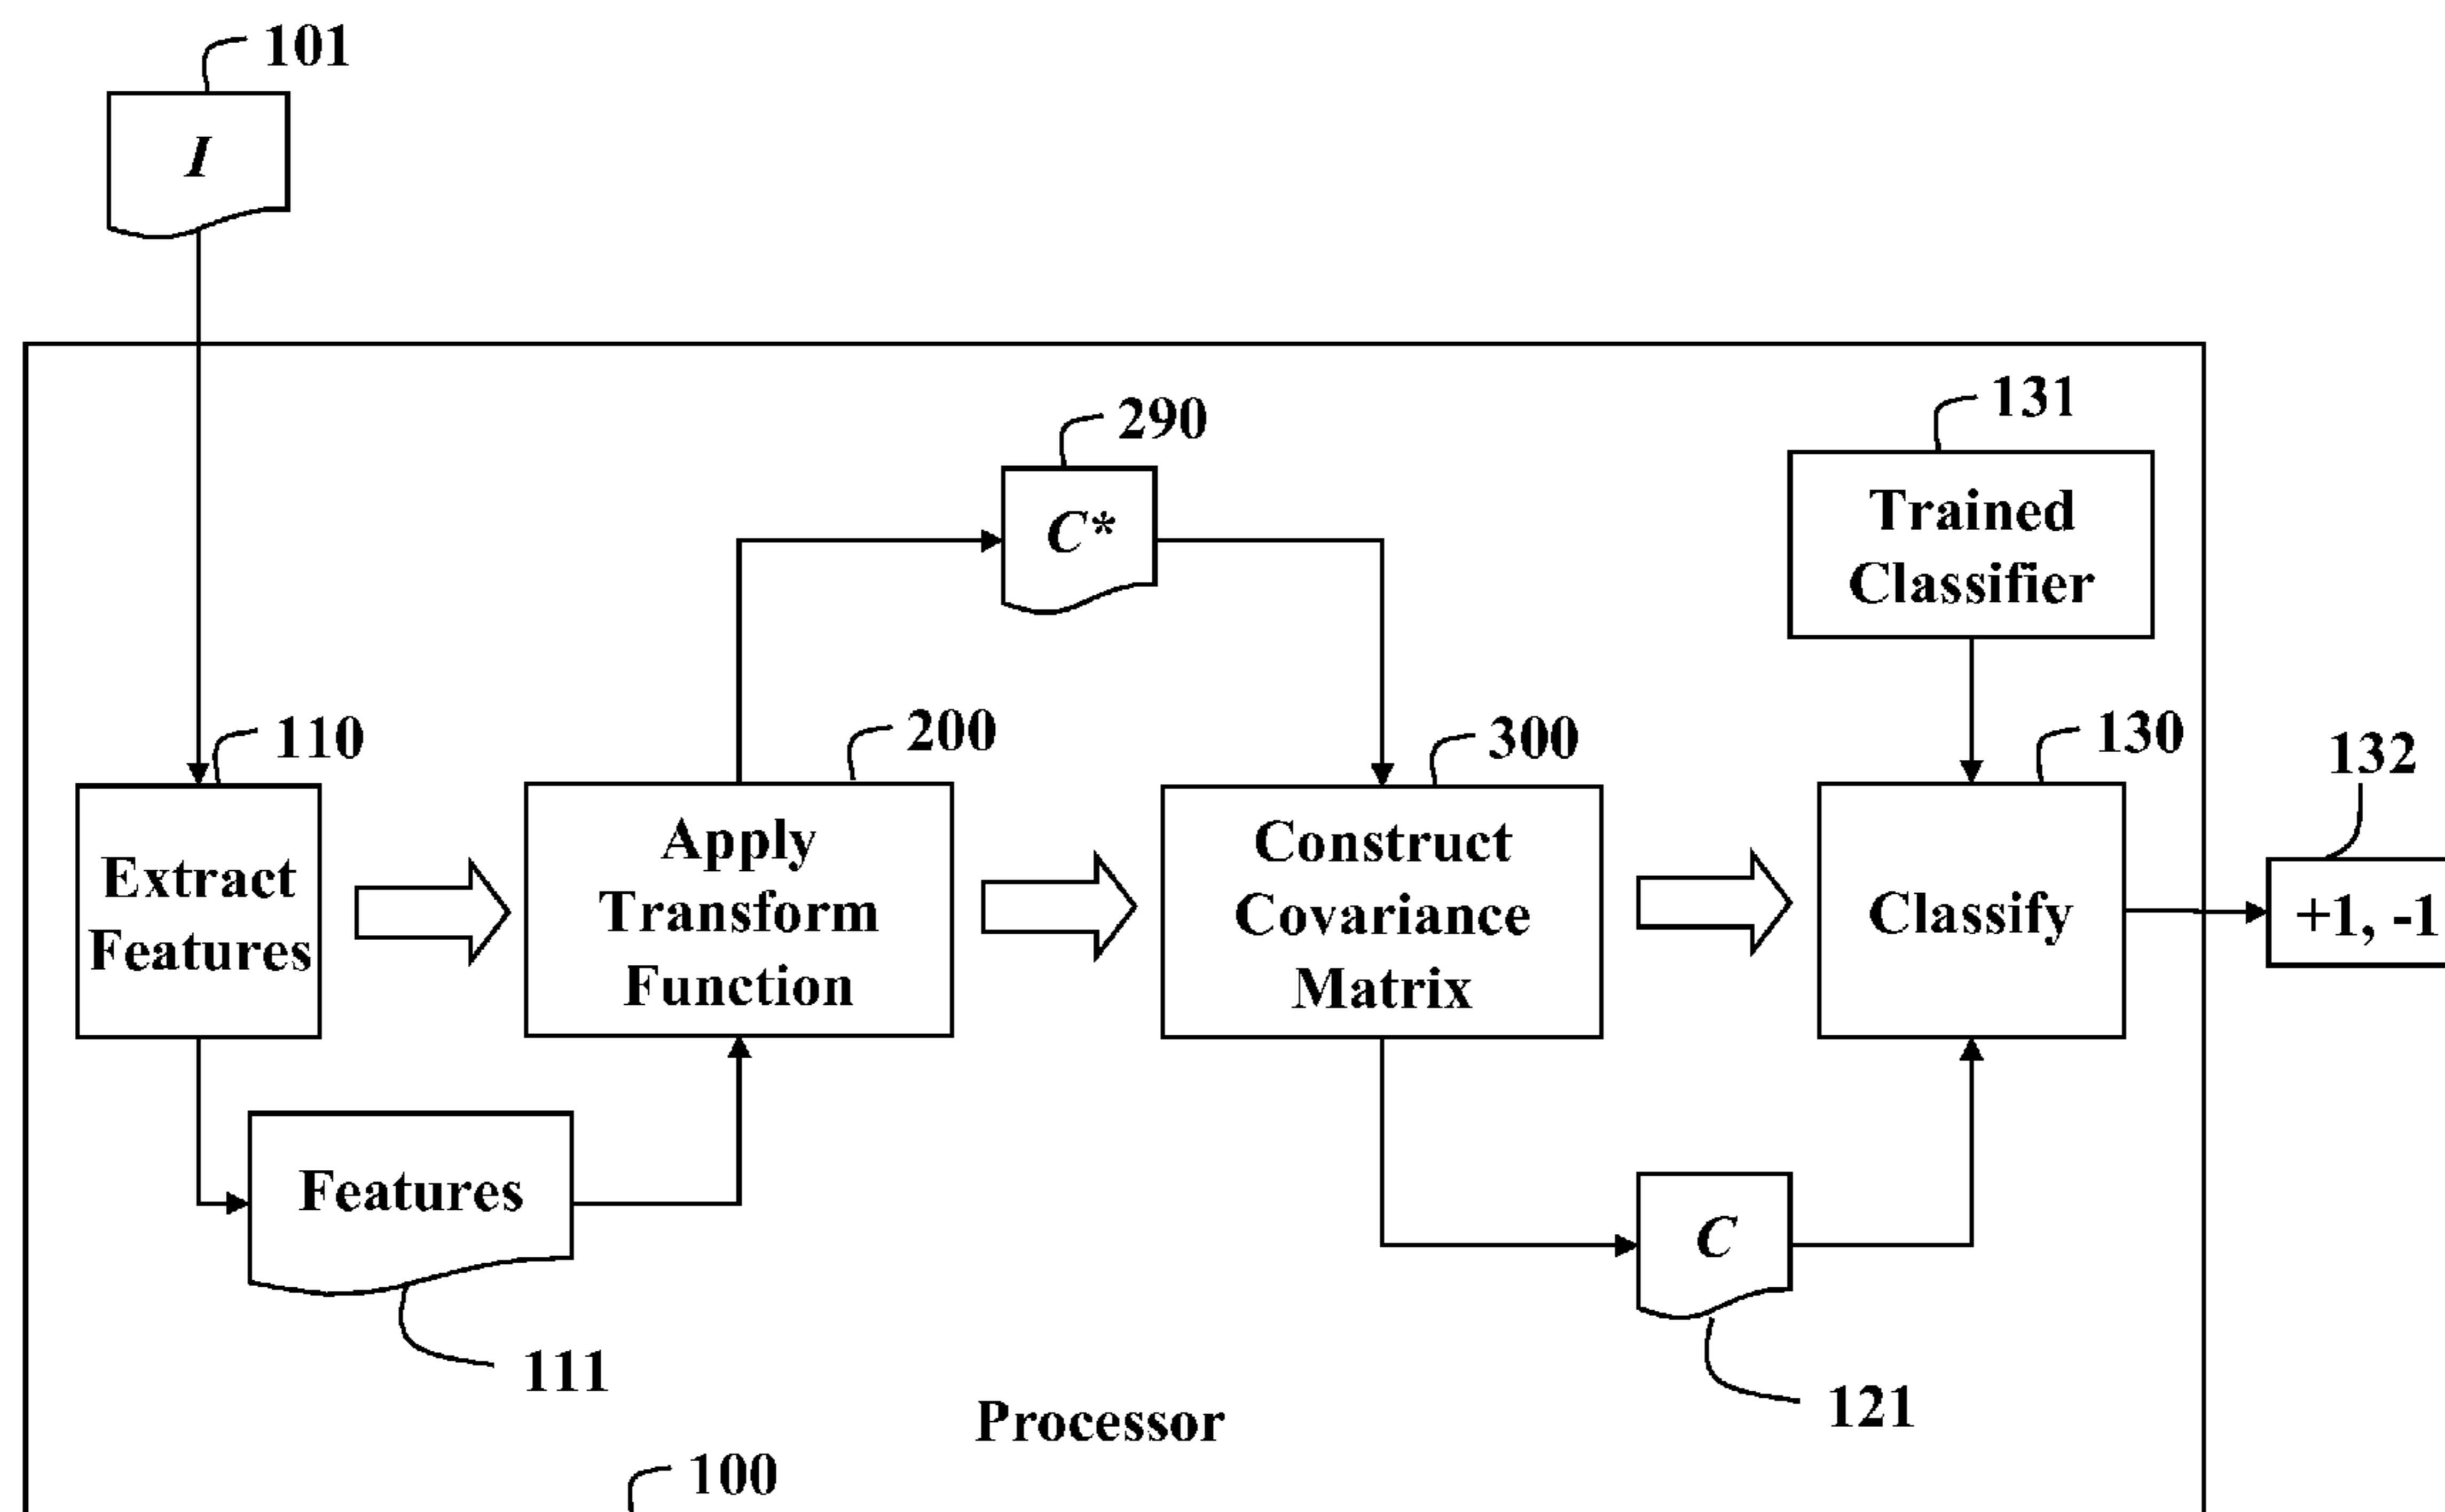 101
I
290
C*
131
Trained
Classifier
110
Extract
Features
200
Apply
Transform
Function
300
Construct
Covariance
Matrix
130
Classify
132
+1, -1
Features
111
C
121
Processor
100